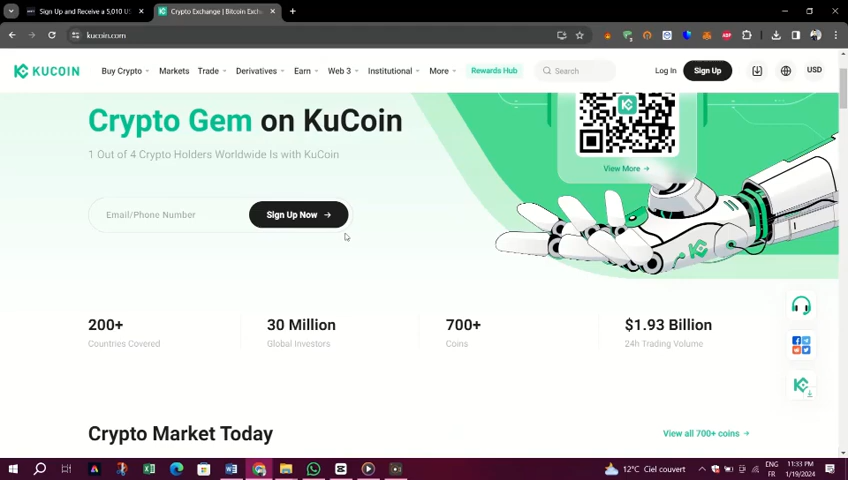 Sign Up and Receive a 5,010 US
Crypto Exchange | Bitcoin Exch
kucoin.com
KUCOIN
Buy Crypto
Markets
Trade
Derivatives
Earn
Web 3
Institutional
More
Rewards Hub
Search
Log In
Sign Up
USD
Crypto Gem on KuCoin
1 Out of 4 Crypto Holders Worldwide Is with KuCoin
View More →
Email/Phone Number
Sign Up Now →
200+
Countries Covered
30 Million
Global Investors
700+
Coins
$1.93 Billion
24h Trading Volume
Crypto Market Today
View all 700+ coins →
12°C Ciel couvert
ENG
FR
11:33 PM
1/19/2024